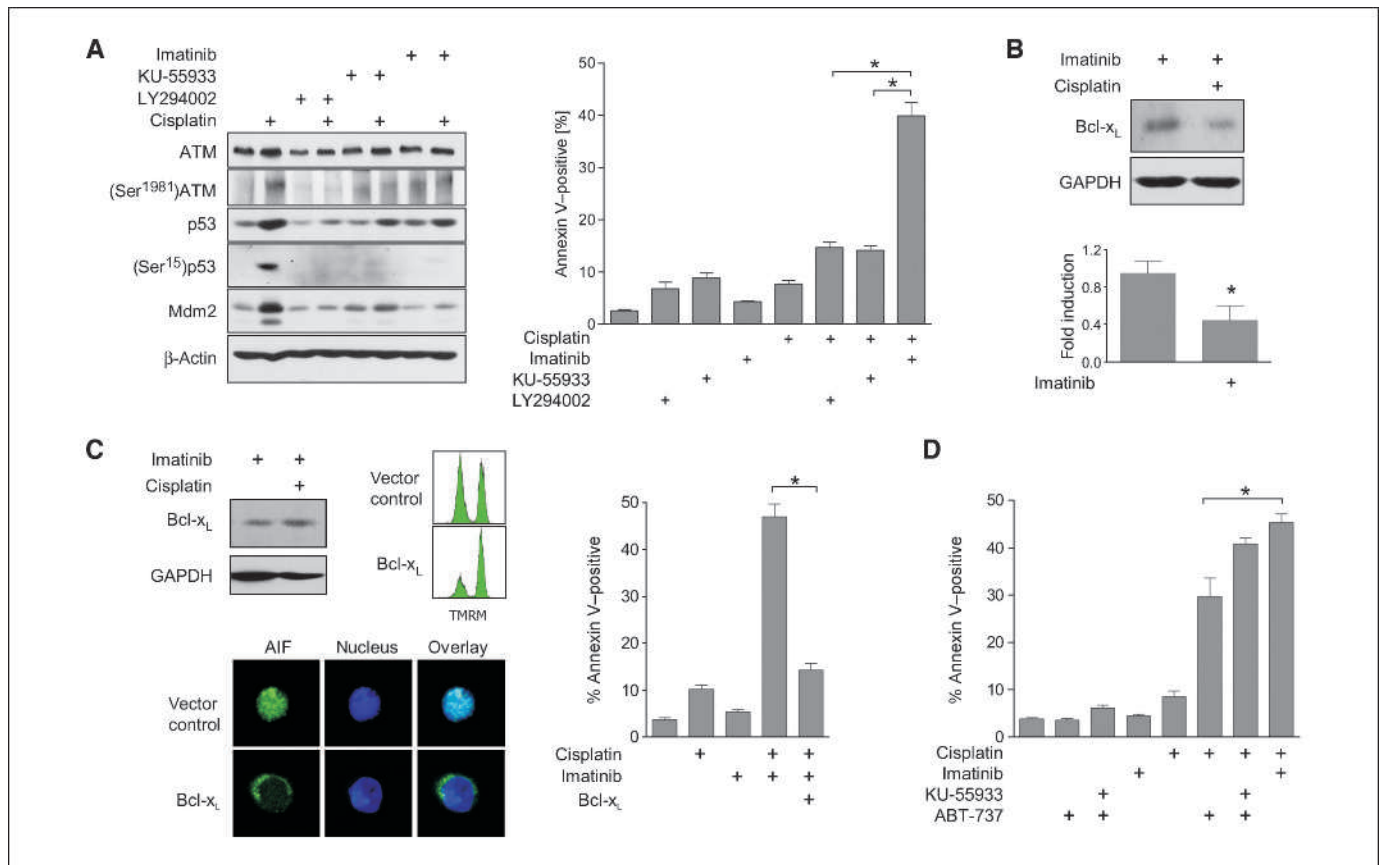 A
Imatinib + +
KU-55933 + +
LY294002 + +
Cisplatin + + + +
ATM
(Ser1981)ATM
p53
(Ser15)p53
Mdm2
β-Actin
Annexin V–positive [%]
50
40
30
20
10
0
* *
Cisplatin + + + +
Imatinib + +
KU-55933 + +
LY294002 + +
B
Imatinib + +
Cisplatin +
Bcl-xL
GAPDH
Fold induction
1.2
0.8
0.4
0.0
*
Imatinib +
C
Imatinib + +
Cisplatin +
Bcl-xL
GAPDH
Vector
control
Bcl-xL
TMRM
AIF Nucleus Overlay
Vector
control
Bcl-xL
% Annexin V–positive
50
40
30
20
10
0
*
Cisplatin + + +
Imatinib + + +
Bcl-xL +
D
% Annexin V–positive
50
40
30
20
10
0
*
Cisplatin + + + +
Imatinib + +
KU-55933 + +
ABT-737 + + + +